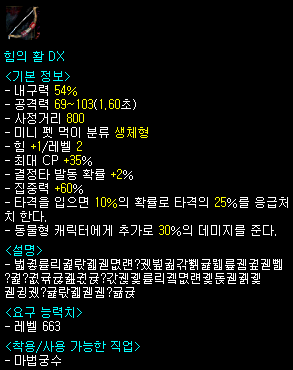 힘의 활 DX
<기본 정보>
- 내구력 54%
- 공격력 69~103(1,60초)
- 사정거리 800
- 미니 펫 먹이 분류 생체형
- 힘 +1/레벨 2
- 최대 CP +35%
- 결정타 발동 확률 +2%
- 집중력 +60%
- 타격을 입으면 10%의 확률로 타격의 25%를 응급처
치 한다.
- 동물형 캐릭터에게 추가로 30%의 데미지를 준다.
<설명>
<요구 능력치>
- 레벨 663
<착용/사용 가능한 직업>
- 마법궁수